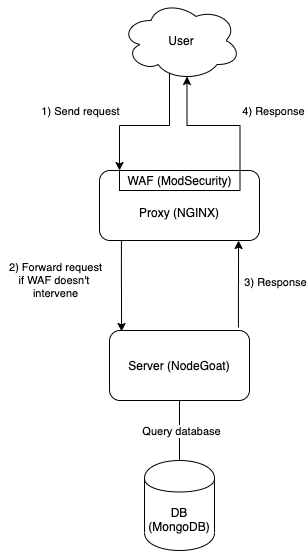 User
1) Send request
4) Response
WAF (ModSecurity)
Proxy (NGINX)
2) Forward request
if WAF doesn't
intervene
3) Response
Server (NodeGoat)
Query database
DB
(MongoDB)